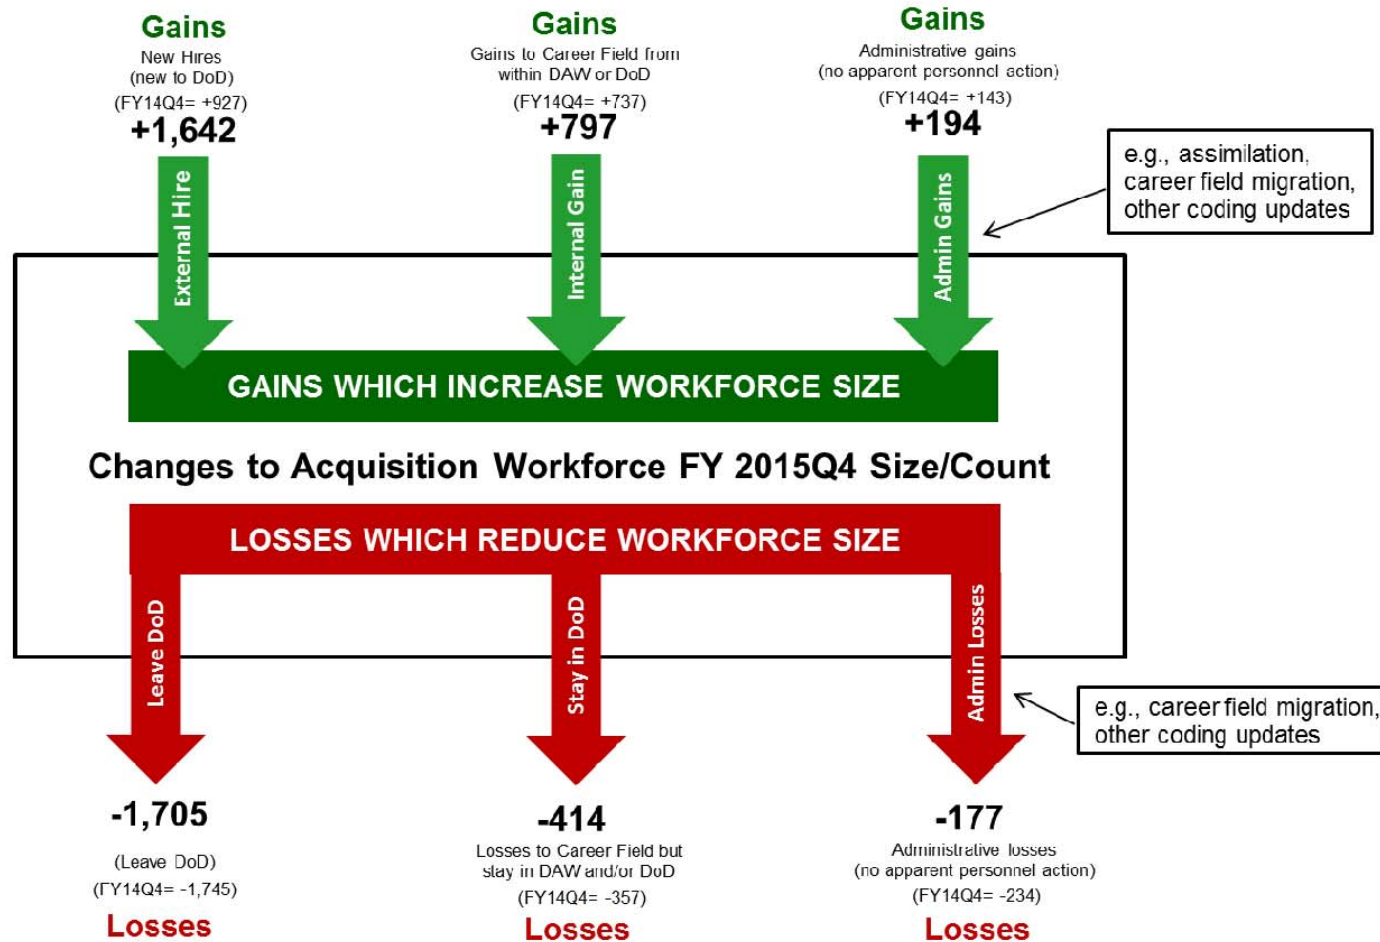 Gains
New Hires
(new to DoD)
(FY14Q4= +927)
+1,642
External Hire
Gains
Gains to Career Field from
within DAW or DoD
(FY14Q4= +737)
+797
Internal Gain
Gains
Administrative gains
(no apparent personnel action)
(FY14Q4= +143)
+194
Admin Gains
e.g., assimilation,
career field migration,
other coding updates
GAINS WHICH INCREASE WORKFORCE SIZE
Changes to Acquisition Workforce FY 2015Q4 Size/Count
LOSSES WHICH REDUCE WORKFORCE SIZE
Leave DoD
-1,705
(Leave DoD)
(FY14Q4= -1,745)
Losses
Stay in DoD
-414
Losses to Career Field but
stay in DAW and/or DoD
(FY14Q4= -357)
Losses
Admin Losses
e.g., career field migration,
other coding updates
-177
Administrative losses
(no apparent personnel action)
(FY14Q4= -234)
Losses